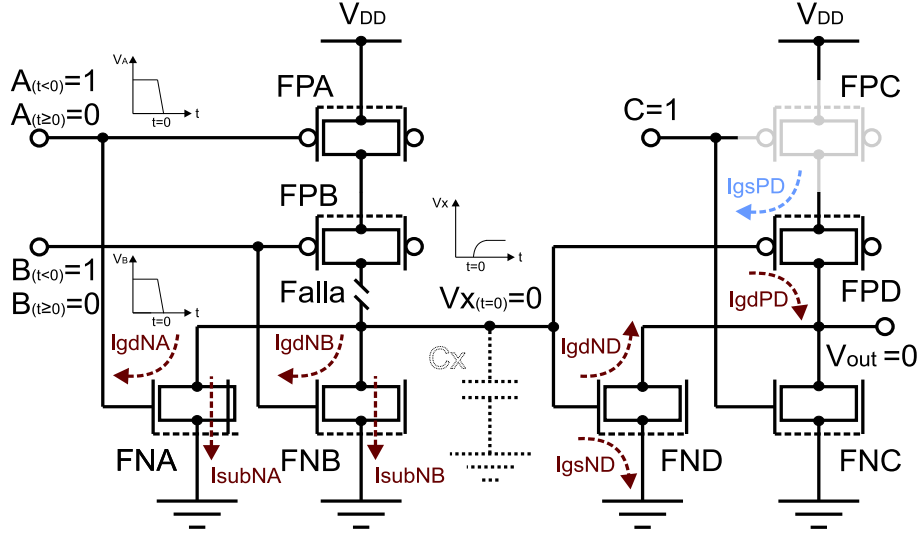 VDD
VDD
VA
t
t=0
A(t<0)=1
A(t≥0)=0
FPA
C=1
FPC
FPB
IgsPD
Vx
t
t=0
B(t<0)=1
B(t≥0)=0
VB
t
t=0
Falla
Vx(t=0)=0
IgdPD
FPD
IgdNA
IgdNB
Cx
IgdND
Vout =0
FNA
IsubNA
FNB
IsubNB
IgsND
FND
FNC